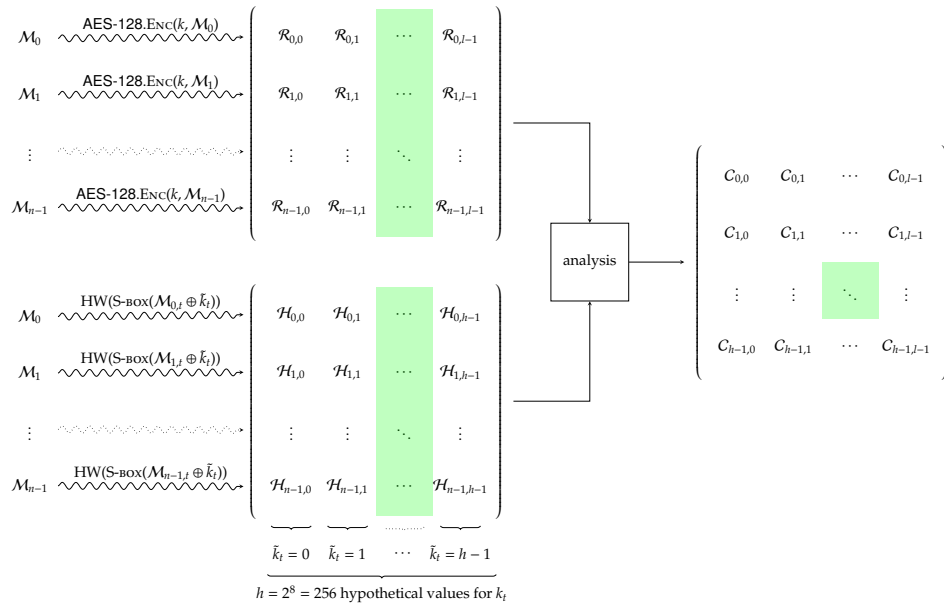 M₀ AES-128.Enc(k, M₀) R₀,₀ R₀,₁ ⋯ R₀,l−1
M₁ AES-128.Enc(k, M₁) R₁,₀ R₁,₁ ⋯ R₁,l−1
⋮ ⋮ ⋮ ⋱ ⋮
Mn−1 AES-128.Enc(k, Mn−1) Rn−1,0 Rn−1,1 ⋯ Rn−1,l−1
analysis
C₀,₀ C₀,₁ ⋯ C₀,l−1
C₁,₀ C₁,₁ ⋯ C₁,l−1
⋮ ⋮ ⋱ ⋮
Ch−1,0 Ch−1,1 ⋯ Ch−1,l−1
M₀ HW(S-box(M₀,t ⊕ k̃t)) H₀,₀ H₀,₁ ⋯ H₀,h−1
M₁ HW(S-box(M₁,t ⊕ k̃t)) H₁,₀ H₁,₁ ⋯ H₁,h−1
⋮ ⋮ ⋮ ⋱ ⋮
Mn−1 HW(S-box(Mn−1,t ⊕ k̃t)) Hn−1,0 Hn−1,1 ⋯ Hn−1,h−1
k̃t = 0 k̃t = 1 ⋯ k̃t = h − 1
h = 2⁸ = 256 hypothetical values for kt